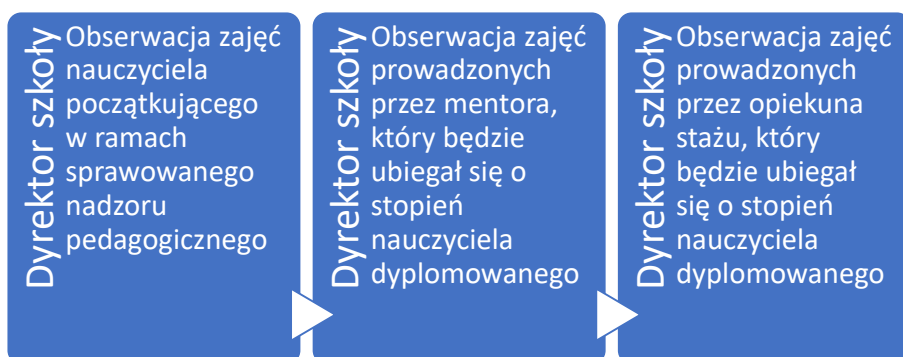 Dyrektor szkoły
Obserwacja zajęć
nauczyciela
początkującego
w ramach
sprawowanego
nadzoru
pedagogicznego
Dyrektor szkoły
Obserwacja zajęć
prowadzonych
przez mentora,
który będzie
ubiegał się o
stopień
nauczyciela
dyplomowanego
Dyrektor szkoły
Obserwacja zajęć
prowadzonych
przez opiekuna
stażu, który
będzie ubiegał
się o stopień
nauczyciela
dyplomowanego